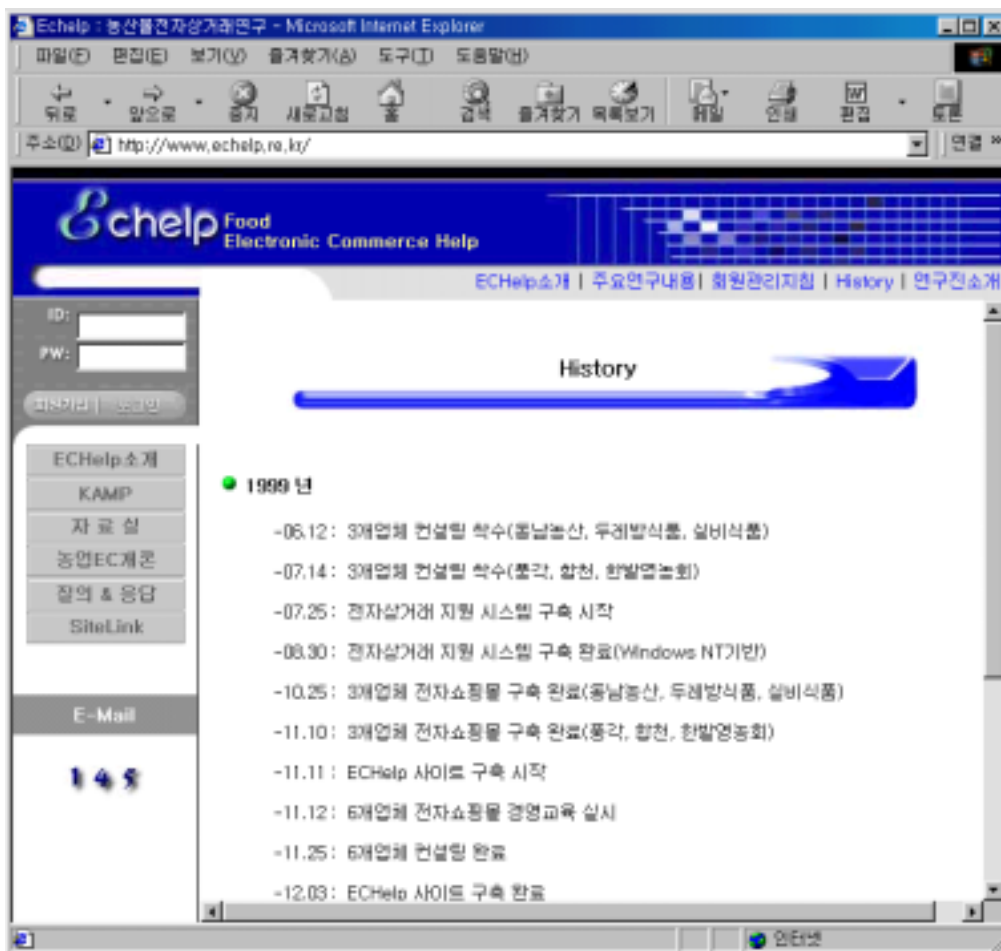 Echelp : 농산물전자상거래연구 - Microsoft Internet Explorer
파일(F) 편집(E) 보기(V) 즐겨찾기(A) 도구(T) 도움말(H)
뒤로 앞으로 중지 새로고침 홈 검색 즐겨찾기 목록보기 메일 인쇄 편집 토론
주소(D) http://www.echelp.re.kr/ 연결 »
Echelp Food
Electronic Commerce Help
ECHelp소개 | 주요연구내용 | 회원관리지침 | History | 연구진소개
ID:
PW:
회원가입 | 로그인
ECHelp소개
KAMP
자 료 실
농업EC개론
질의 & 응답
SiteLink
E-Mail
1 4 5
History
1999 년
-06.12: 3개업체 컨설팅 착수(동남농산, 두레방식품, 실비식품)
-07.14: 3개업체 컨설팅 착수(풍각, 합천, 한밭영농회)
-07.25: 전자상거래 지원 시스템 구축 시작
-08.30: 전자상거래 지원 시스템 구축 완료(Windows NT기반)
-10.25: 3개업체 전자쇼핑몰 구축 완료(동남농산, 두레방식품, 실비식품)
-11.10: 3개업체 전자쇼핑몰 구축 완료(풍각, 합천, 한밭영농회)
-11.11: ECHelp 사이트 구축 시작
-11.12: 6개업체 전자쇼핑몰 경영교육 실시
-11.25: 6개업체 컨설팅 완료
-12.03: ECHelp 사이트 구축 완료
인터넷